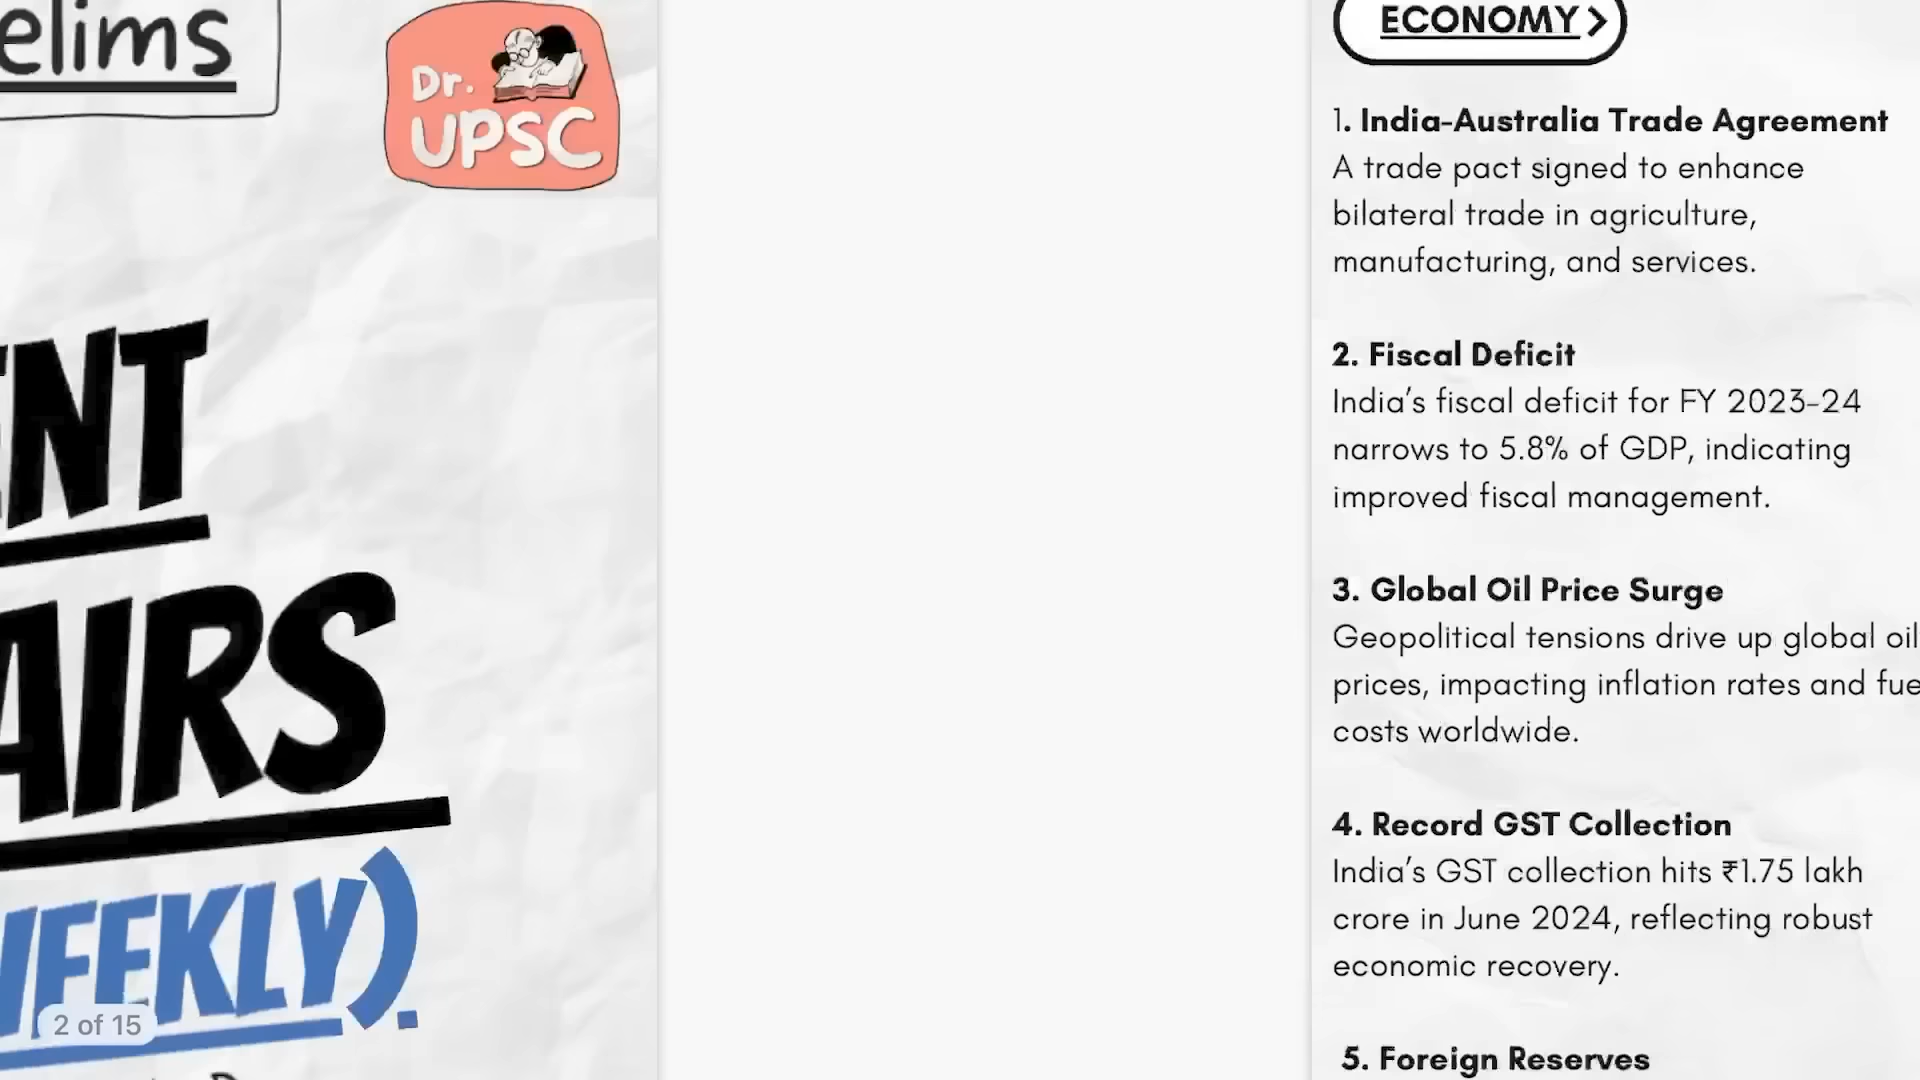 elims
Dr.
UPSC
ENT
AIRS
WEEKLY).
2 of 15
ECONOMY
1. India-Australia Trade Agreement
A trade pact signed to enhance
bilateral trade in agriculture,
manufacturing, and services.
2. Fiscal Deficit
India's fiscal deficit for FY 2023-24
narrows to 5.8% of GDP, indicating
improved fiscal management.
3. Global Oil Price Surge
Geopolitical tensions drive up global oil
prices, impacting inflation rates and fue
costs worldwide.
4. Record GST Collection
India's GST collection hits ₹1.75 lakh
crore in June 2024, reflecting robust
economic recovery.
5. Foreign Reserves